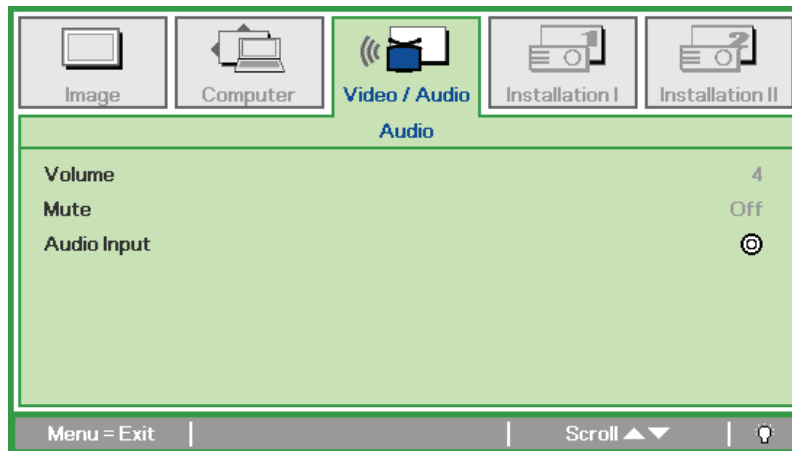 Image Computer Video / Audio Installation I Installation II
Audio
Volume 4
Mute Off
Audio Input
Menu = Exit Scroll ▲▼